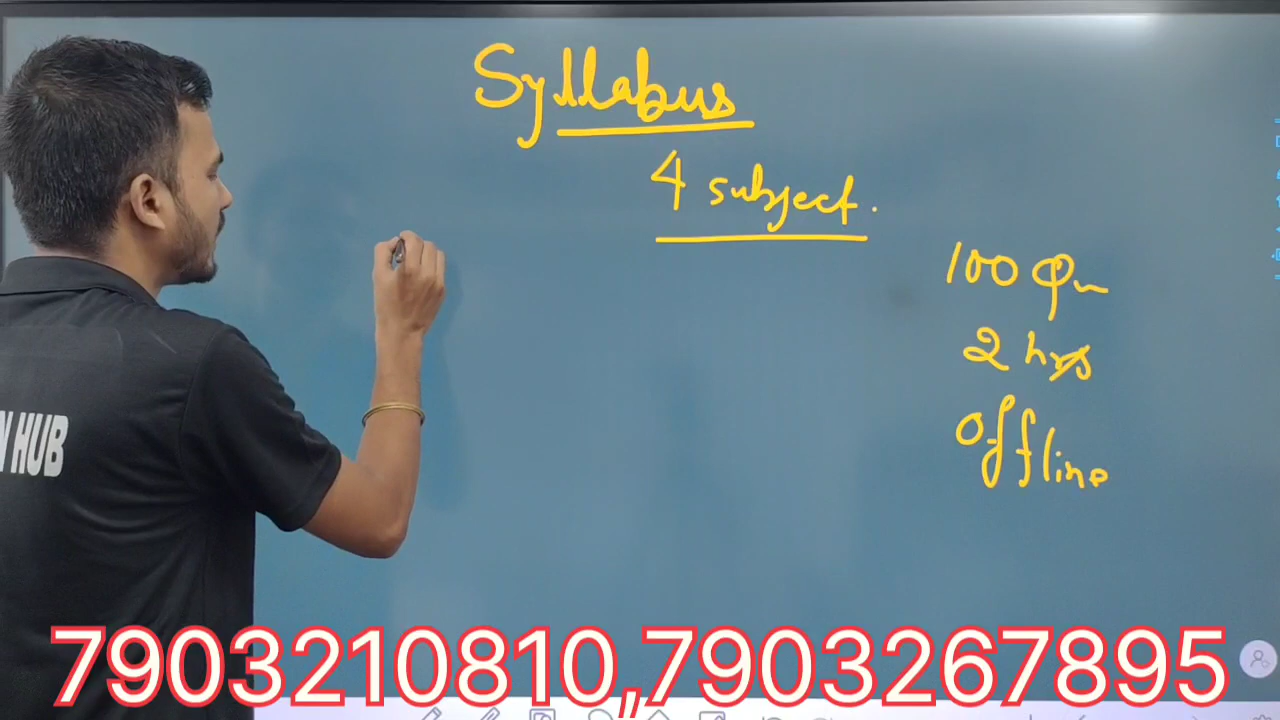 Syllabus
4 subject.
100 Qn
2 hrs
Offline
N HUB
7903210810,7903267895